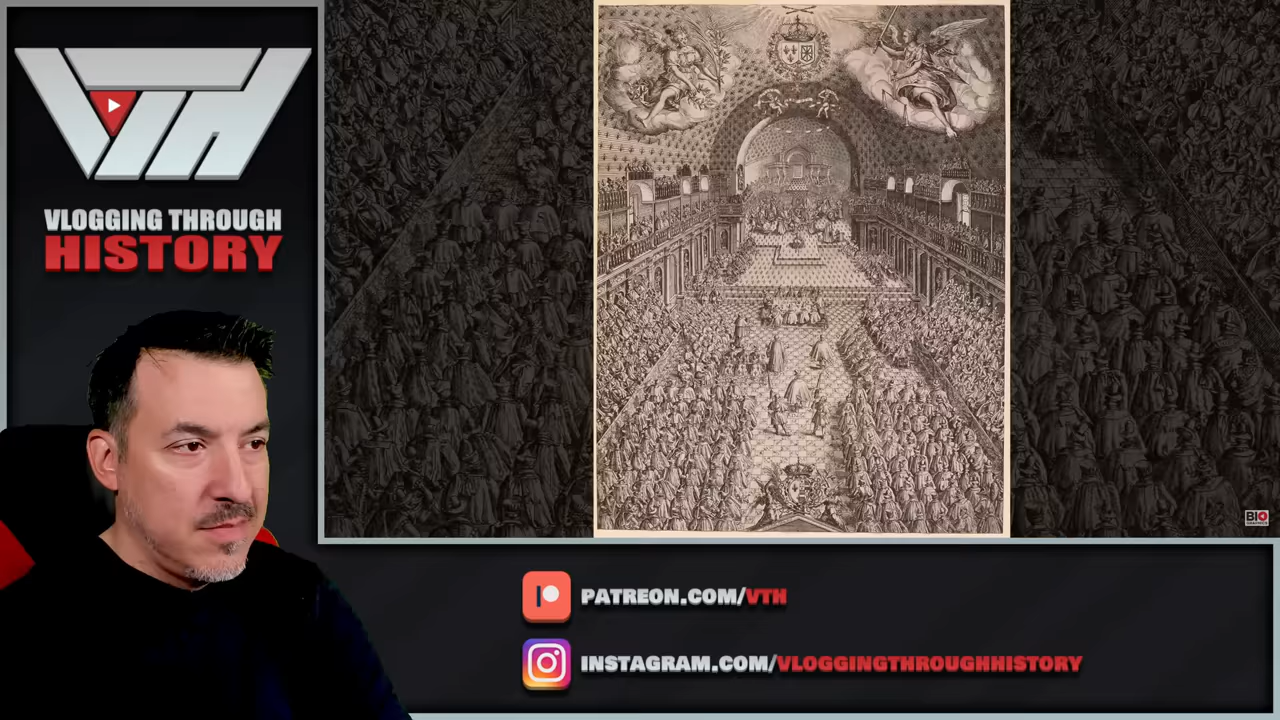 VTH
VLOGGING THROUGH
HISTORY
BIO
PATREON.COM/VTH
INSTAGRAM.COM/VLOGGINGTHROUGHHISTORY